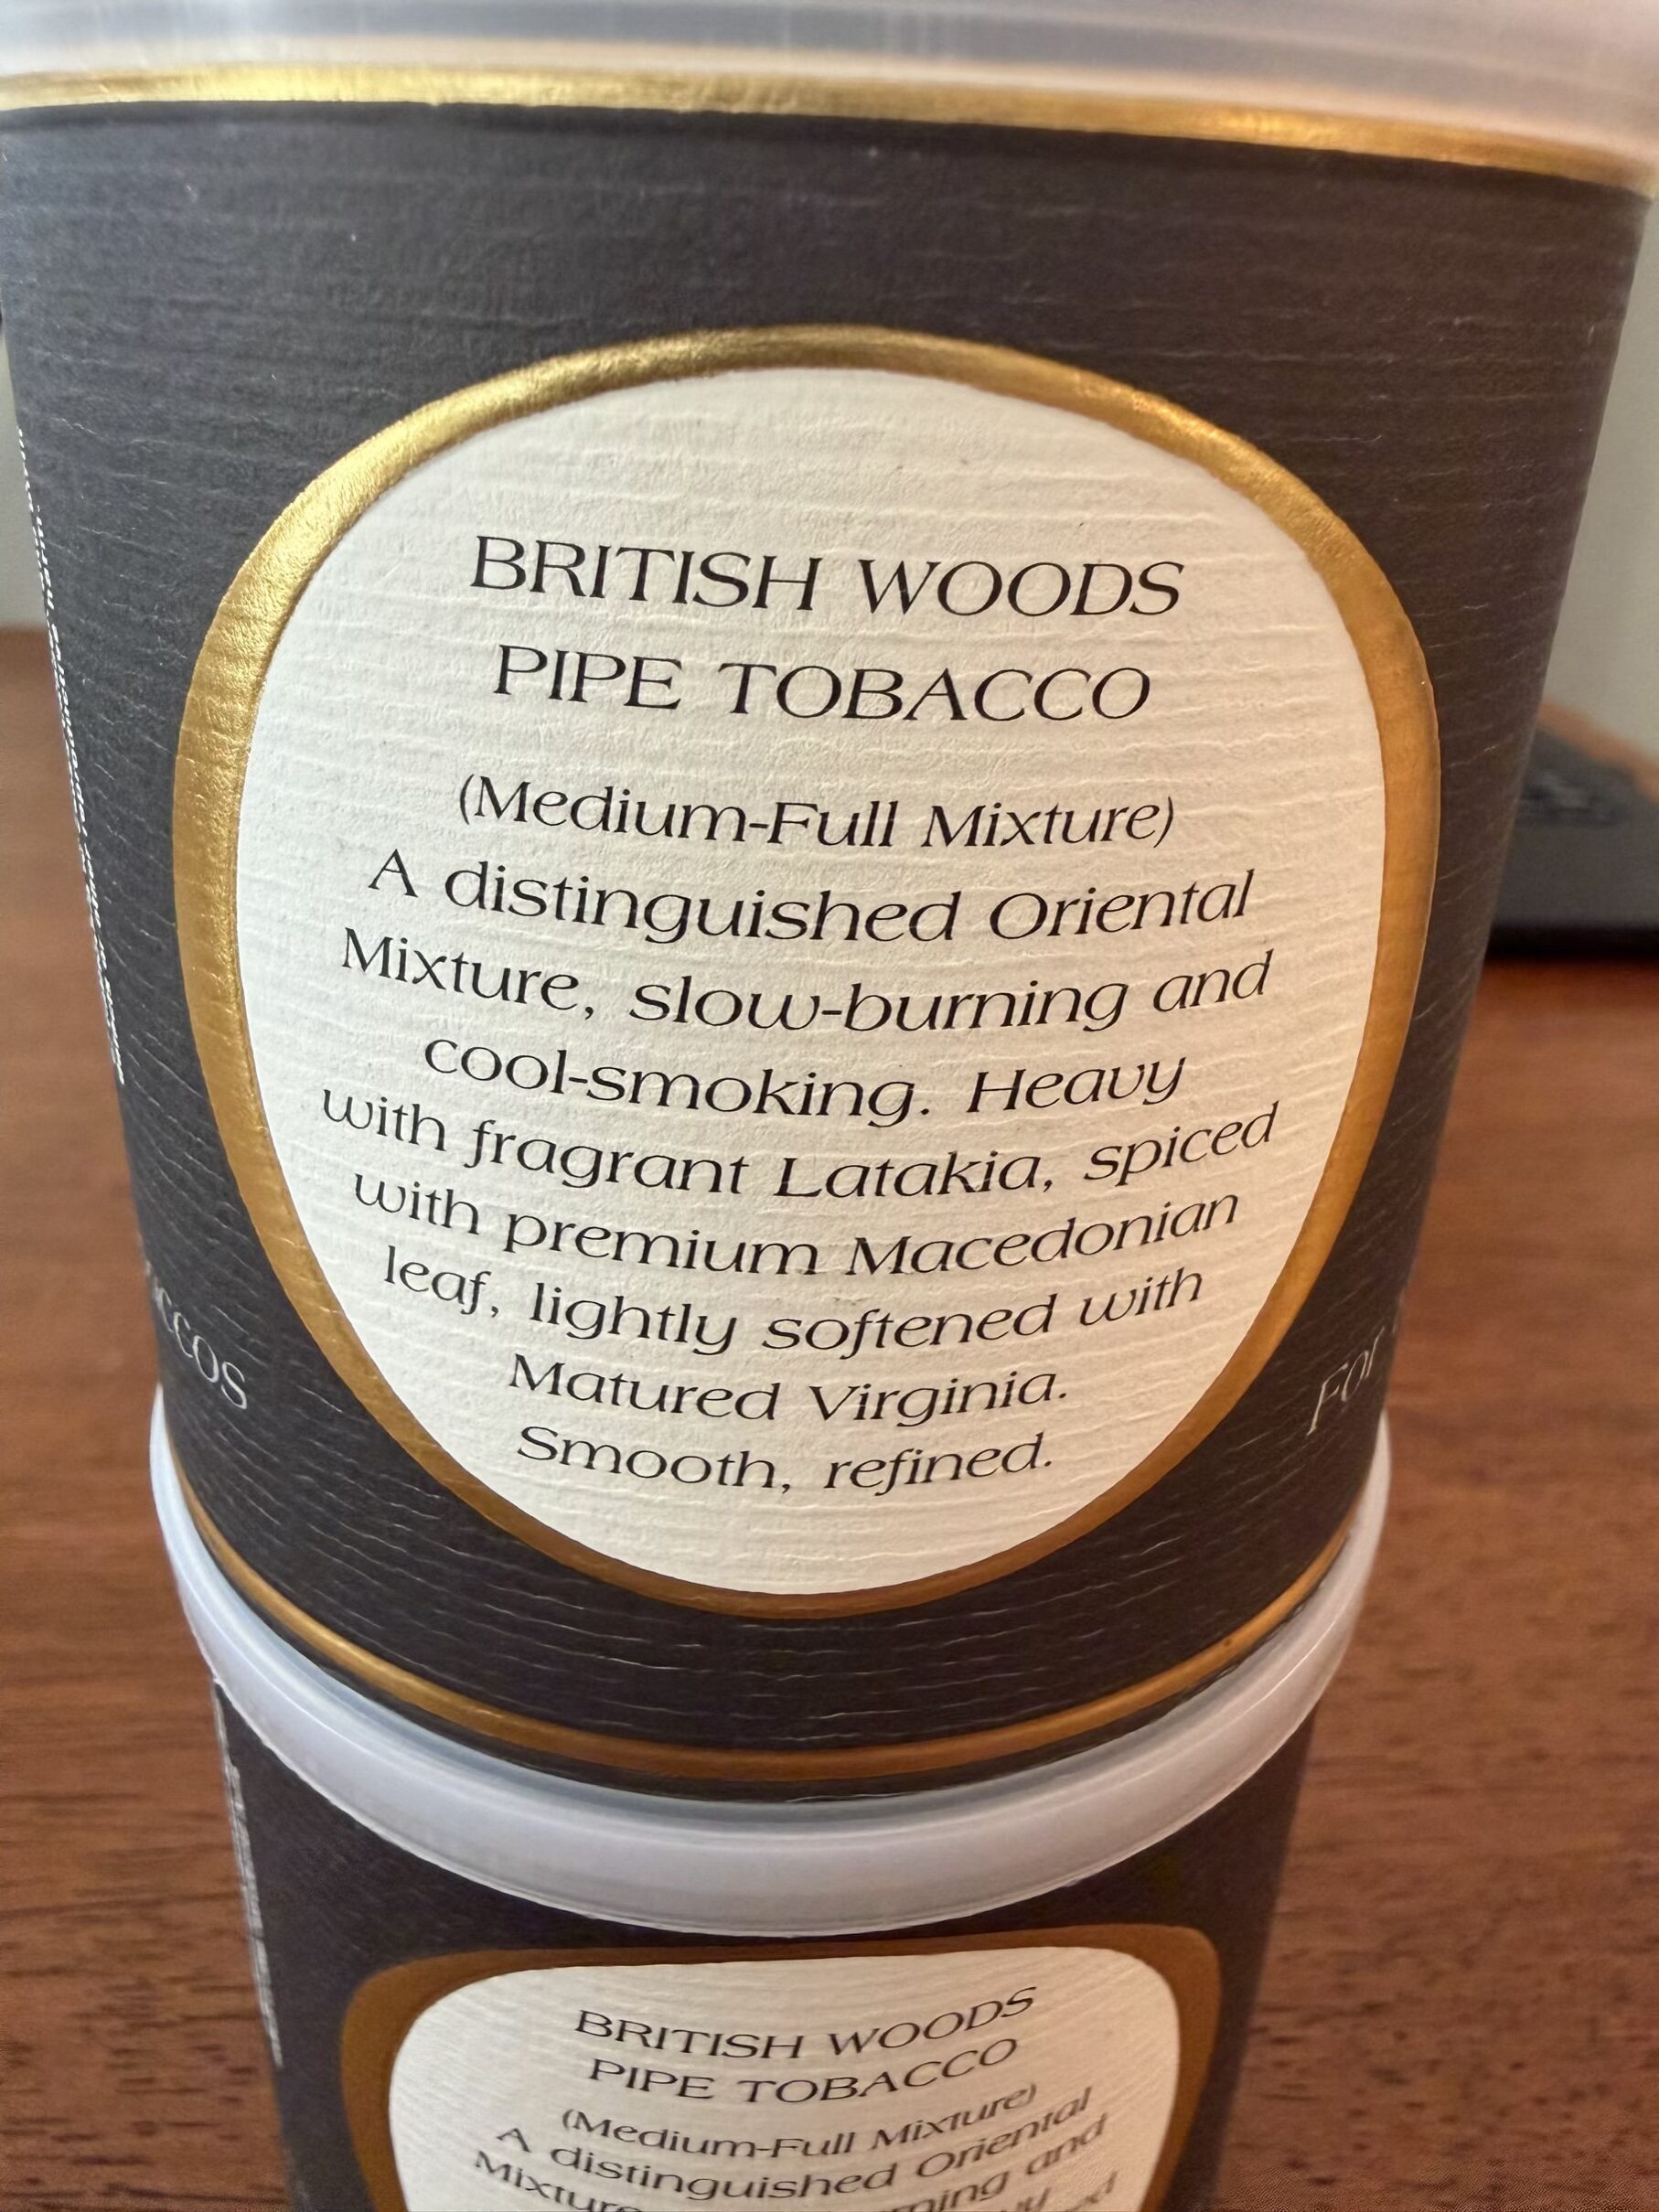 BRITISH WOODS
PIPE TOBACCO
(Medium-Full Mixture)
A distinguished Oriental
Mixture, slow-burning and
cool-smoking. Heavy
with fragrant Latakia, spiced
with premium Macedonian
leaf, lightly softened with
Matured Virginia.
Smooth, refined.
For
BRITISH WOODS
PIPE TOBACCO
(Medium-Full Mixture)
A distinguished Oriental
and